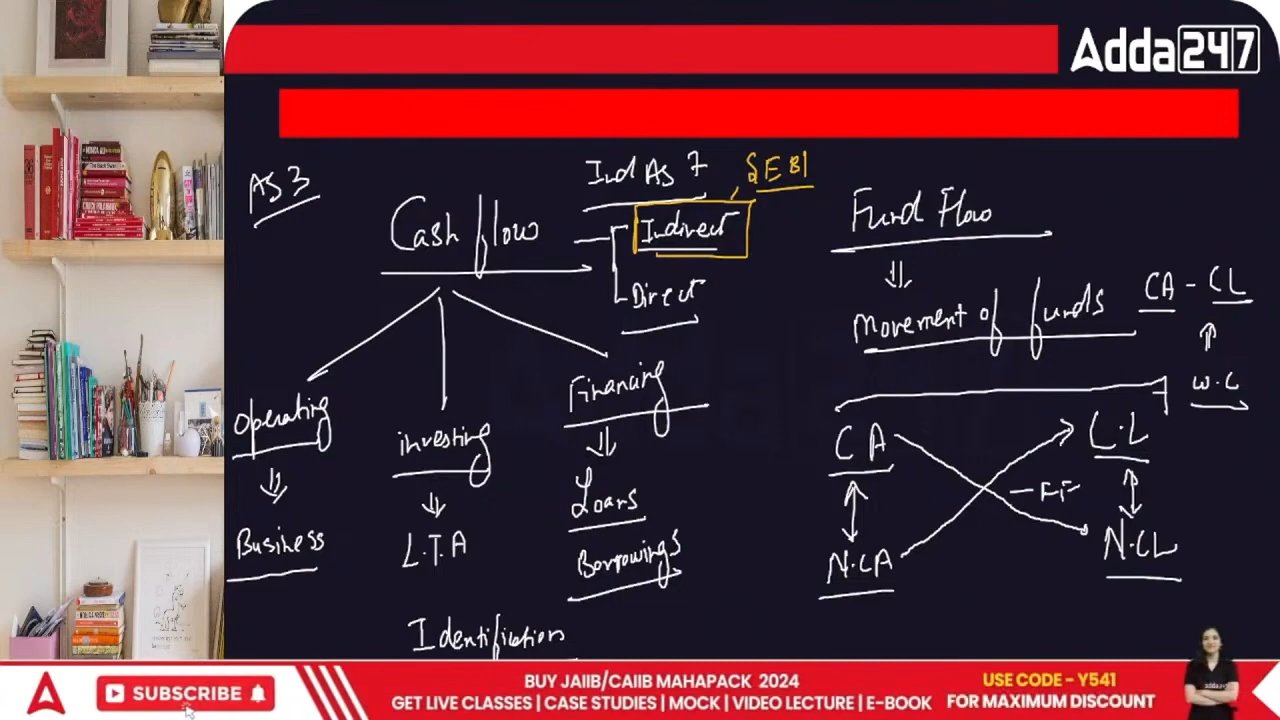 Adda247
AS 3
Ind AS 7
SEBI
Cash flow
Indirect
Direct
Operating
investing
Financing
Business
L.T.A
Loans
Borrowings
Identification
Fund Flow
Movement of funds
CA - CL
W.C
CA
C.L
FF
N.CA
N.CL
SUBSCRIBE
BUY JAIIB/CAIIB MAHAPACK 2024
GET LIVE CLASSES | CASE STUDIES | MOCK | VIDEO LECTURE | E-BOOK
USE CODE - Y541
FOR MAXIMUM DISCOUNT